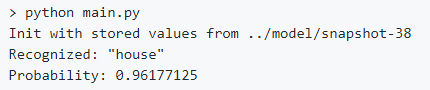 > python main.py
Init with stored values from ../model/snapshot-38
Recognized: "house"
Probability: 0.96177125